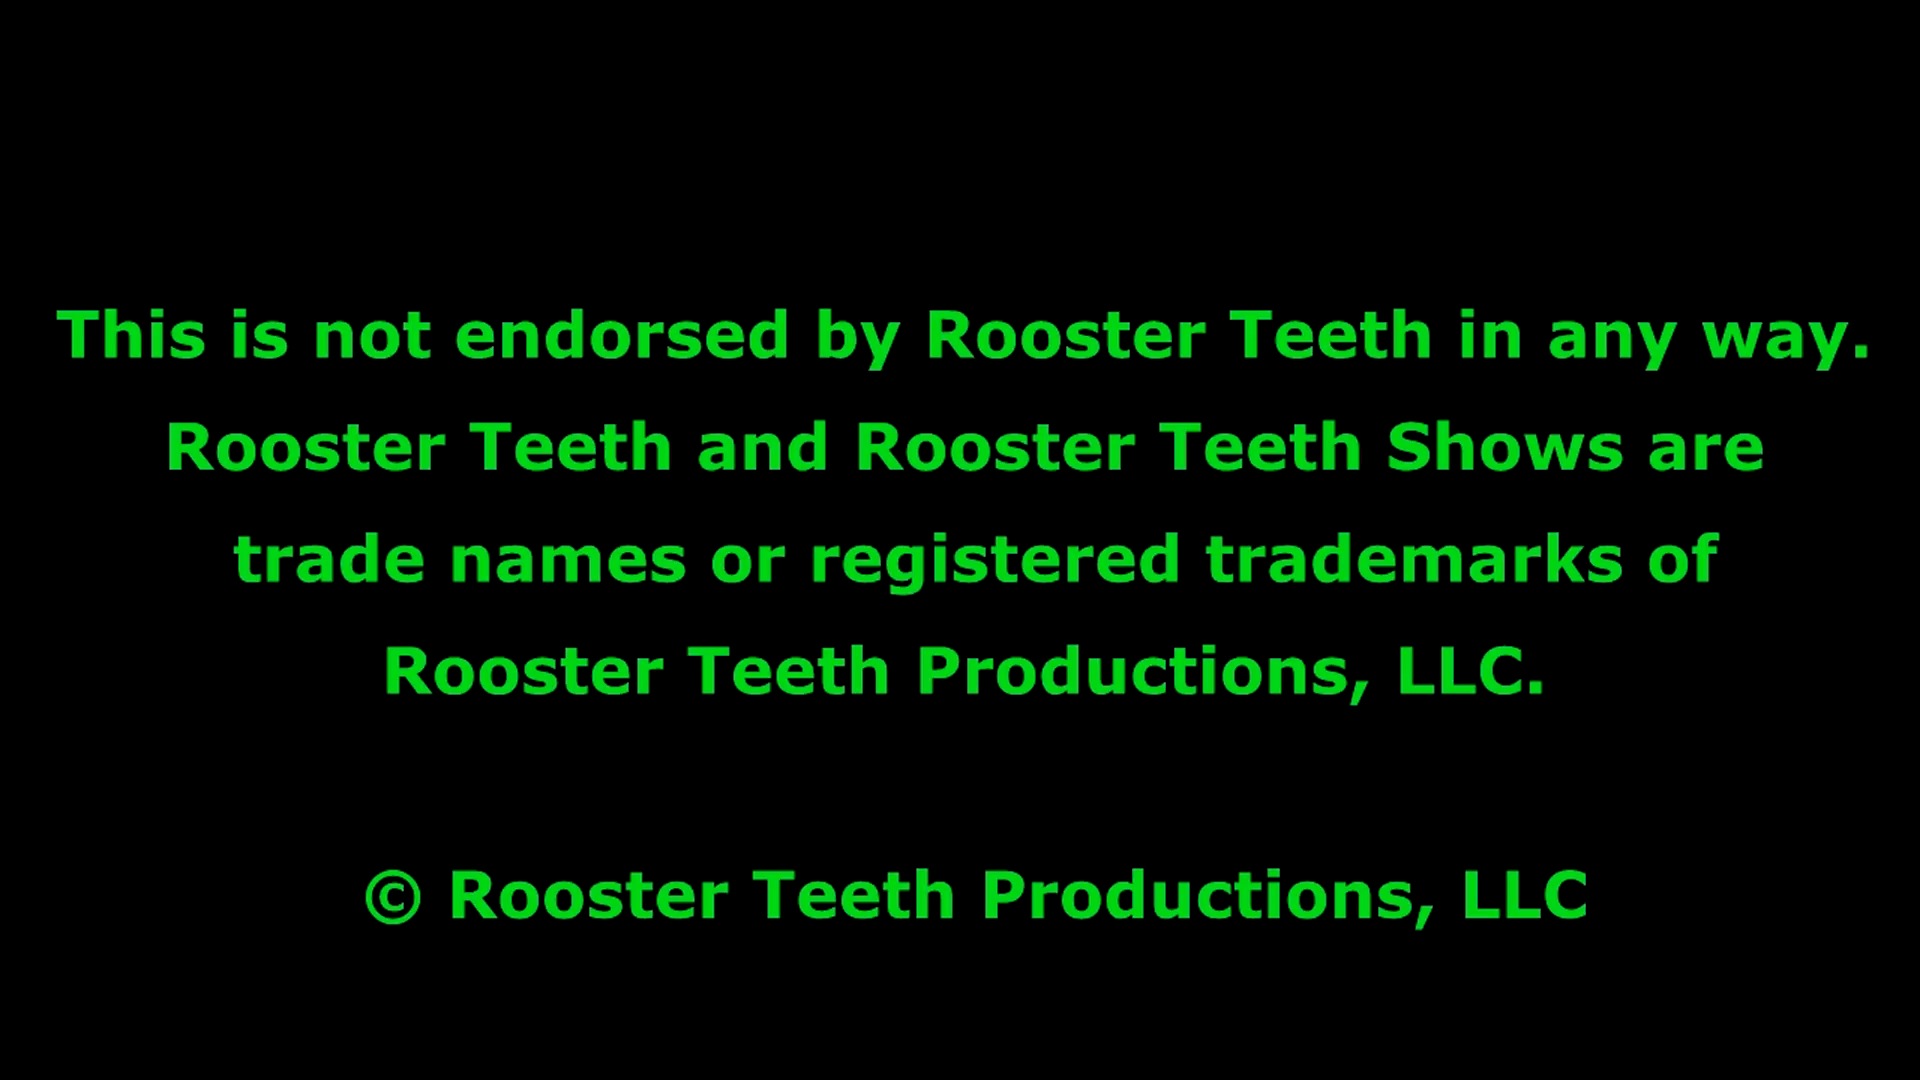 This is not endorsed by Rooster Teeth in any way.
Rooster Teeth and Rooster Teeth Shows are
trade names or registered trademarks of
Rooster Teeth Productions, LLC.
© Rooster Teeth Productions, LLC